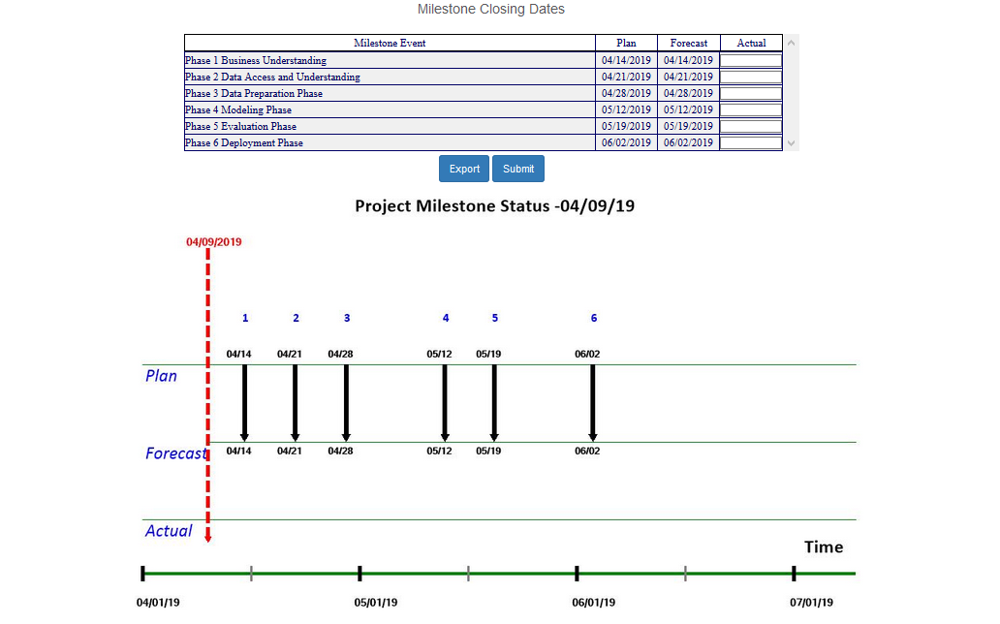 Milestone Closing Dates
Milestone Event Plan Forecast Actual
Phase 1 Business Understanding 04/14/2019 04/14/2019
Phase 2 Data Access and Understanding 04/21/2019 04/21/2019
Phase 3 Data Preparation Phase 04/28/2019 04/28/2019
Phase 4 Modeling Phase 05/12/2019 05/12/2019
Phase 5 Evaluation Phase 05/19/2019 05/19/2019
Phase 6 Deployment Phase 06/02/2019 06/02/2019
Export Submit
Project Milestone Status -04/09/19
04/09/2019
1 2 3 4 5 6
04/14 04/21 04/28 05/12 05/19 06/02
Plan
Forecast 04/14 04/21 04/28 05/12 05/19 06/02
Actual
Time
04/01/19 05/01/19 06/01/19 07/01/19